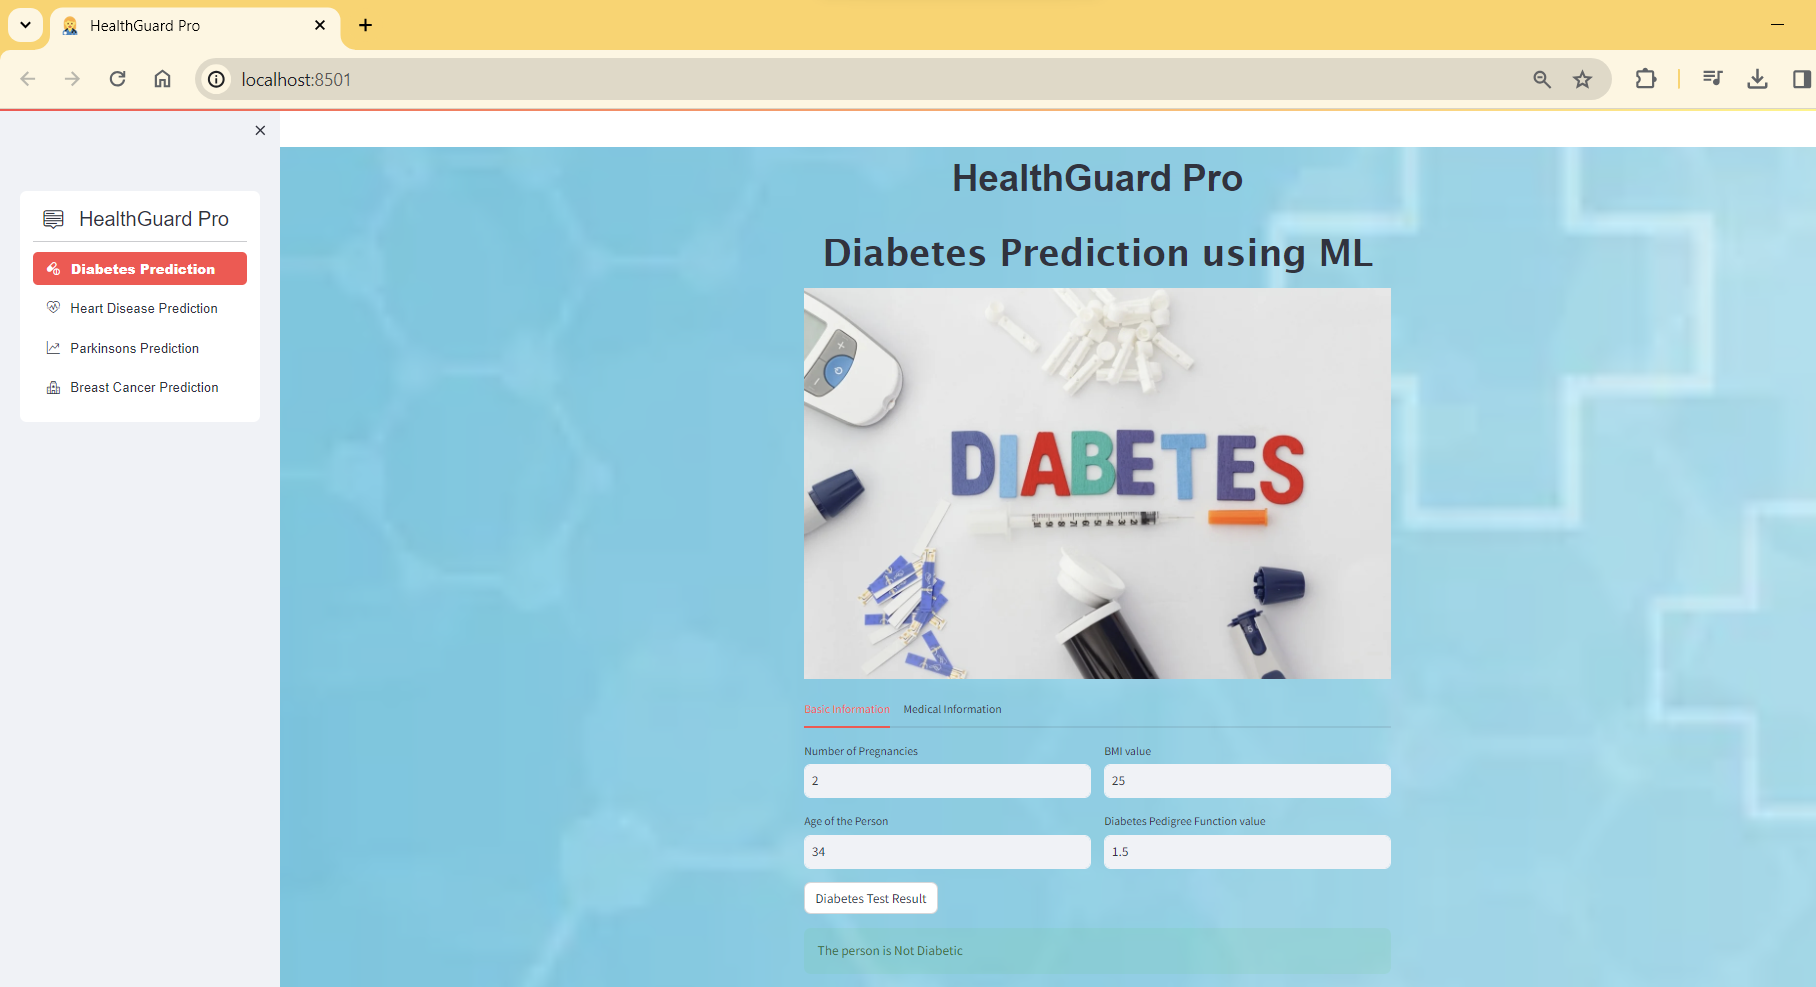 HealthGuard Pro
localhost:8501
HealthGuard Pro
Diabetes Prediction
Heart Disease Prediction
Parkinsons Prediction
Breast Cancer Prediction
HealthGuard Pro
Diabetes Prediction using ML
DIABETES
Basic Information Medical Information
Number of Pregnancies BMI value
2 25
Age of the Person Diabetes Pedigree Function value
34 1.5
Diabetes Test Result
The person is Not Diabetic